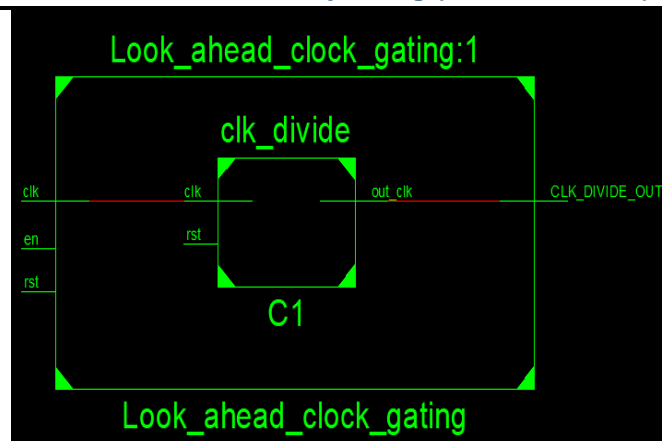 Look_ahead_clock_gating:1
clk_divide
clk
clk
out_clk
CLK_DIVIDE_OUT
en
rst
rst
C1
Look_ahead_clock_gating